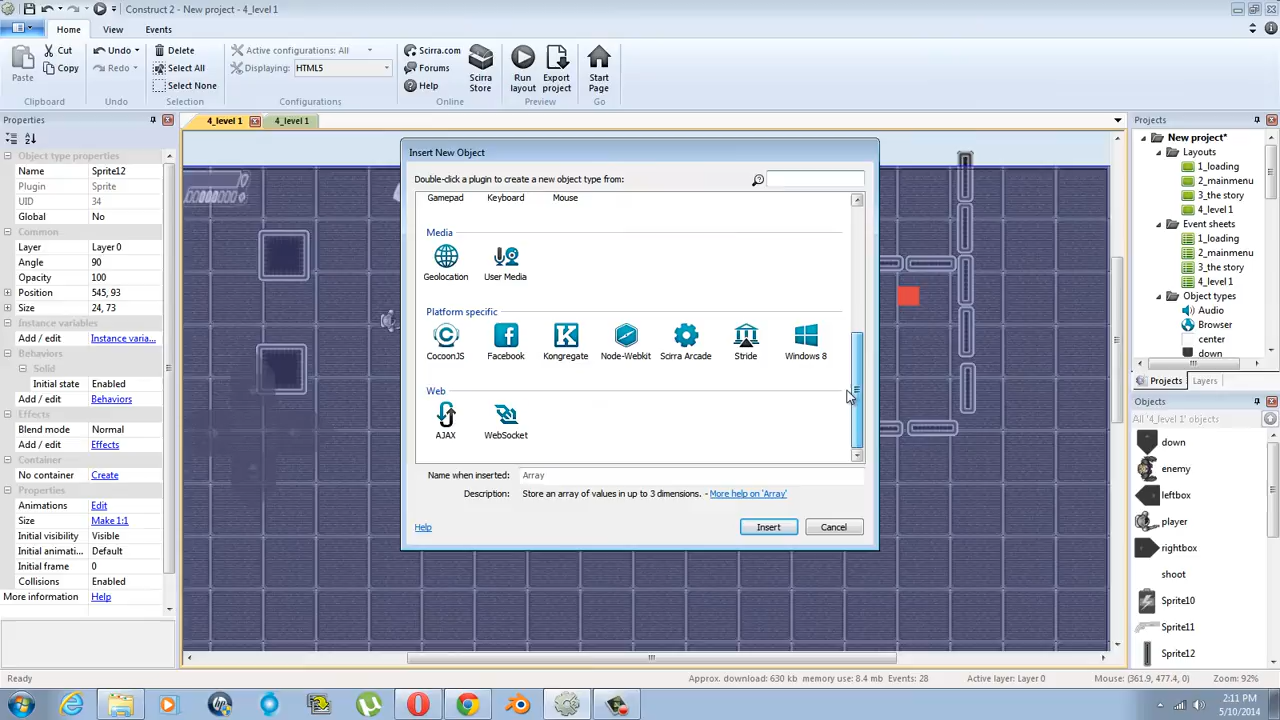 Construct 2 - New project - 4_level 1
Home View Events
Paste Cut Copy
Undo Redo
Delete
Select All
Select None
Active configurations: All
Displaying: HTML5
Scirra.com
Forums
Help
Scirra Store
Run layout
Export project
Start Page
Clipboard Undo Selection Configurations Online Preview Go
Properties
4_level 1 4_level 1
Projects
Object type properties
Name Sprite12
Plugin Sprite
UID 34
Global No
Common
Layer Layer 0
Angle 90
Opacity 100
Position 545, 93
Size 24, 73
Instance variables
Add / edit Instance varia...
Behaviors
Solid
Initial state Enabled
Add / edit Behaviors
Effects
Blend mode Normal
Add / edit Effects
Container
No container Create
Properties
Animations Edit
Size Make 1:1
Initial visibility Visible
Initial animati... Default
Initial frame 0
Collisions Enabled
More information Help
Insert New Object
Double-click a plugin to create a new object type from:
Gamepad Keyboard Mouse
Media
Geolocation User Media
Platform specific
CocoonJS Facebook Kongregate Node-Webkit Scirra Arcade Stride Windows 8
Web
AJAX WebSocket
Name when inserted: Array
Description: Store an array of values in up to 3 dimensions. - More help on 'Array'
Help Insert Cancel
New project*
Layouts
1_loading
2_mainmenu
3_the story
4_level 1
Event sheets
1_loading
2_mainmenu
3_the story
4_level 1
Object types
Audio
Browser
center
down
Projects Layers
Objects
All '4_level 1' objects
down
enemy
leftbox
player
rightbox
shoot
Sprite10
Sprite11
Sprite12
Ready
Approx. download: 630 kb memory use: 8.4 mb Events: 28 Active layer: Layer 0 Mouse: (361.9, 477.4, 0) Zoom: 92%
2:11 PM
5/10/2014